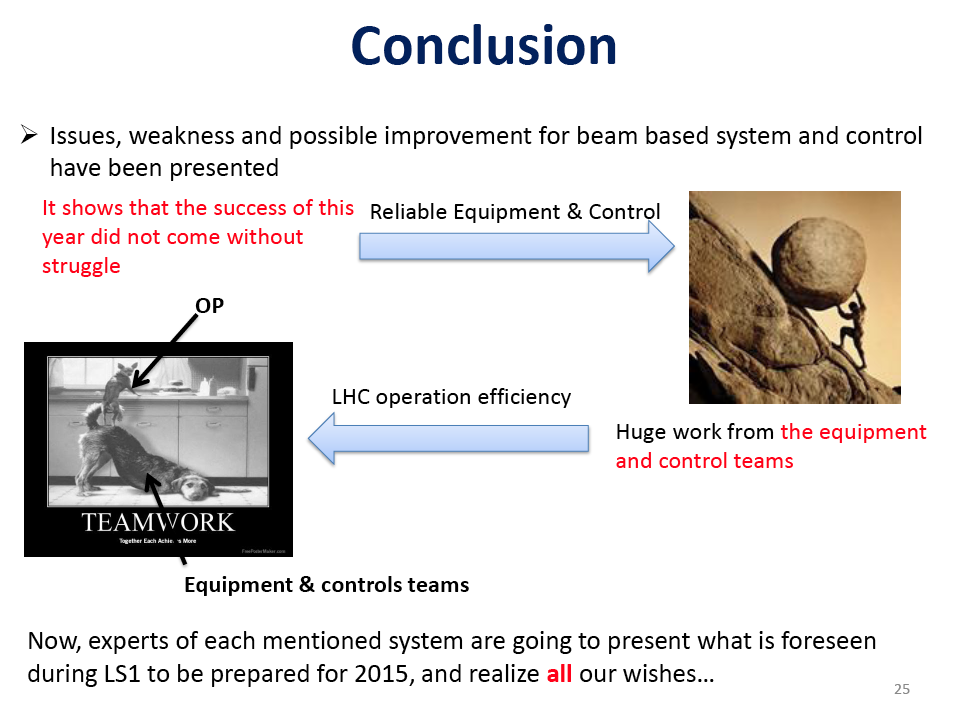 Conclusion
➢ Issues, weakness and possible improvement for beam based system and control
have been presented
It shows that the success of this
year did not come without
struggle
Reliable Equipment & Control
OP
LHC operation efficiency
Huge work from the equipment
and control teams
TEAMWORK
Together Each Achie s More
FreePosterMaker.com
Equipment & controls teams
Now, experts of each mentioned system are going to present what is foreseen
during LS1 to be prepared for 2015, and realize all our wishes…
25